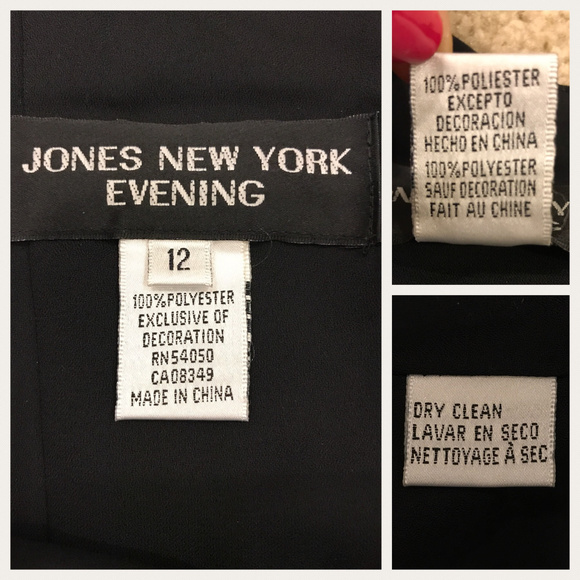 JONES NEW YORK
EVENING
12
100%POLYESTER
EXCLUSIVE OF
DECORATION
RN54050
CA08349
MADE IN CHINA
100%POLIESTER
EXCEPTO
DECORACION
HECHO EN CHINA
100%POLYESTER
SAUF DECORATION
FAIT AU CHINE
DRY CLEAN
LAVAR EN SECO
NETTOYAGE À SEC